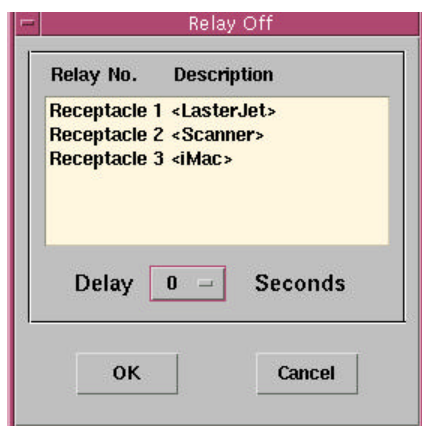 Relay Off
Relay No. Description
Receptacle 1 <LasterJet>
Receptacle 2 <Scanner>
Receptacle 3 <iMac>
Delay 0 Seconds
OK Cancel